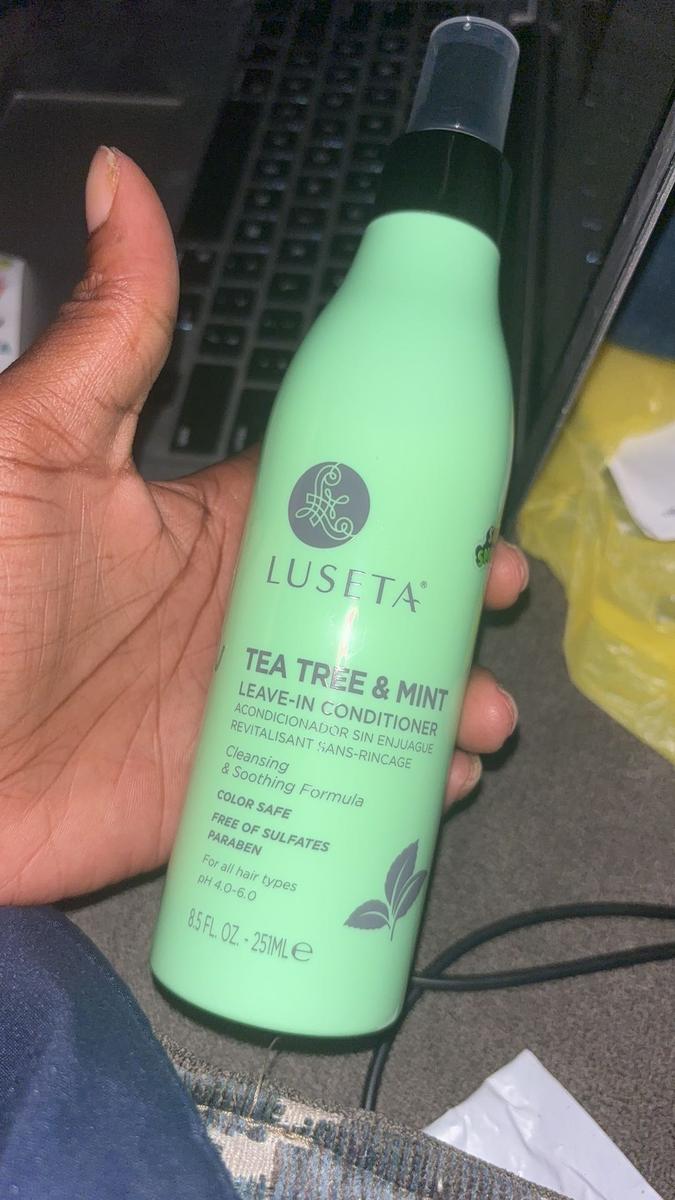 LUSETA®
TEA TREE & MINT
LEAVE-IN CONDITIONER
ACONDICIONADOR SIN ENJUAGUE
REVITALISANT SANS-RINCAGE
Cleansing
& Soothing Formula
COLOR SAFE
FREE OF SULFATES
PARABEN
For all hair types
pH 4.0-6.0
8.5 FL. OZ. - 251ML℮